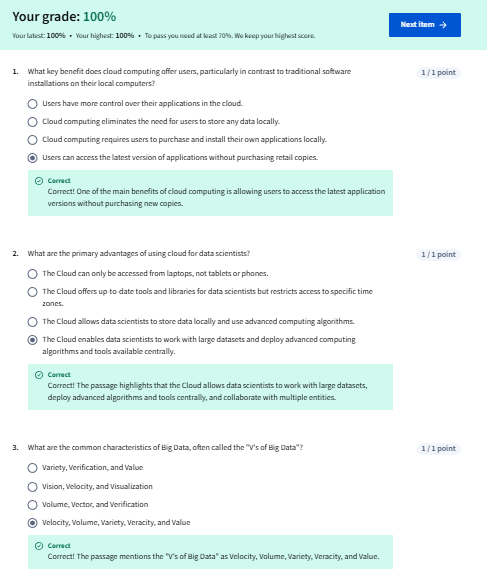 Your grade: 100%
Next item →
Your latest: 100% • Your highest: 100% • To pass you need at least 70%. We keep your highest score.
1. What key benefit does cloud computing offer users, particularly in contrast to traditional software
installations on their local computers?
1 / 1 point
Users have more control over their applications in the cloud.
Cloud computing eliminates the need for users to store any data locally.
Cloud computing requires users to purchase and install their own applications locally.
Users can access the latest version of applications without purchasing retail copies.
Correct
Correct! One of the main benefits of cloud computing is allowing users to access the latest application
versions without purchasing new copies.
2. What are the primary advantages of using cloud for data scientists?
1 / 1 point
The Cloud can only be accessed from laptops, not tablets or phones.
The Cloud offers up-to-date tools and libraries for data scientists but restricts access to specific time
zones.
The Cloud allows data scientists to store data locally and use advanced computing algorithms.
The Cloud enables data scientists to work with large datasets and deploy advanced computing
algorithms and tools available centrally.
Correct
Correct! The passage highlights that the Cloud allows data scientists to work with large datasets,
deploy advanced algorithms and tools centrally, and collaborate with multiple entities.
3. What are the common characteristics of Big Data, often called the "V's of Big Data"?
1 / 1 point
Variety, Verification, and Value
Vision, Velocity, and Visualization
Volume, Vector, and Verification
Velocity, Volume, Variety, Veracity, and Value
Correct
Correct! The passage mentions the "V's of Big Data" as Velocity, Volume, Variety, Veracity, and Value.